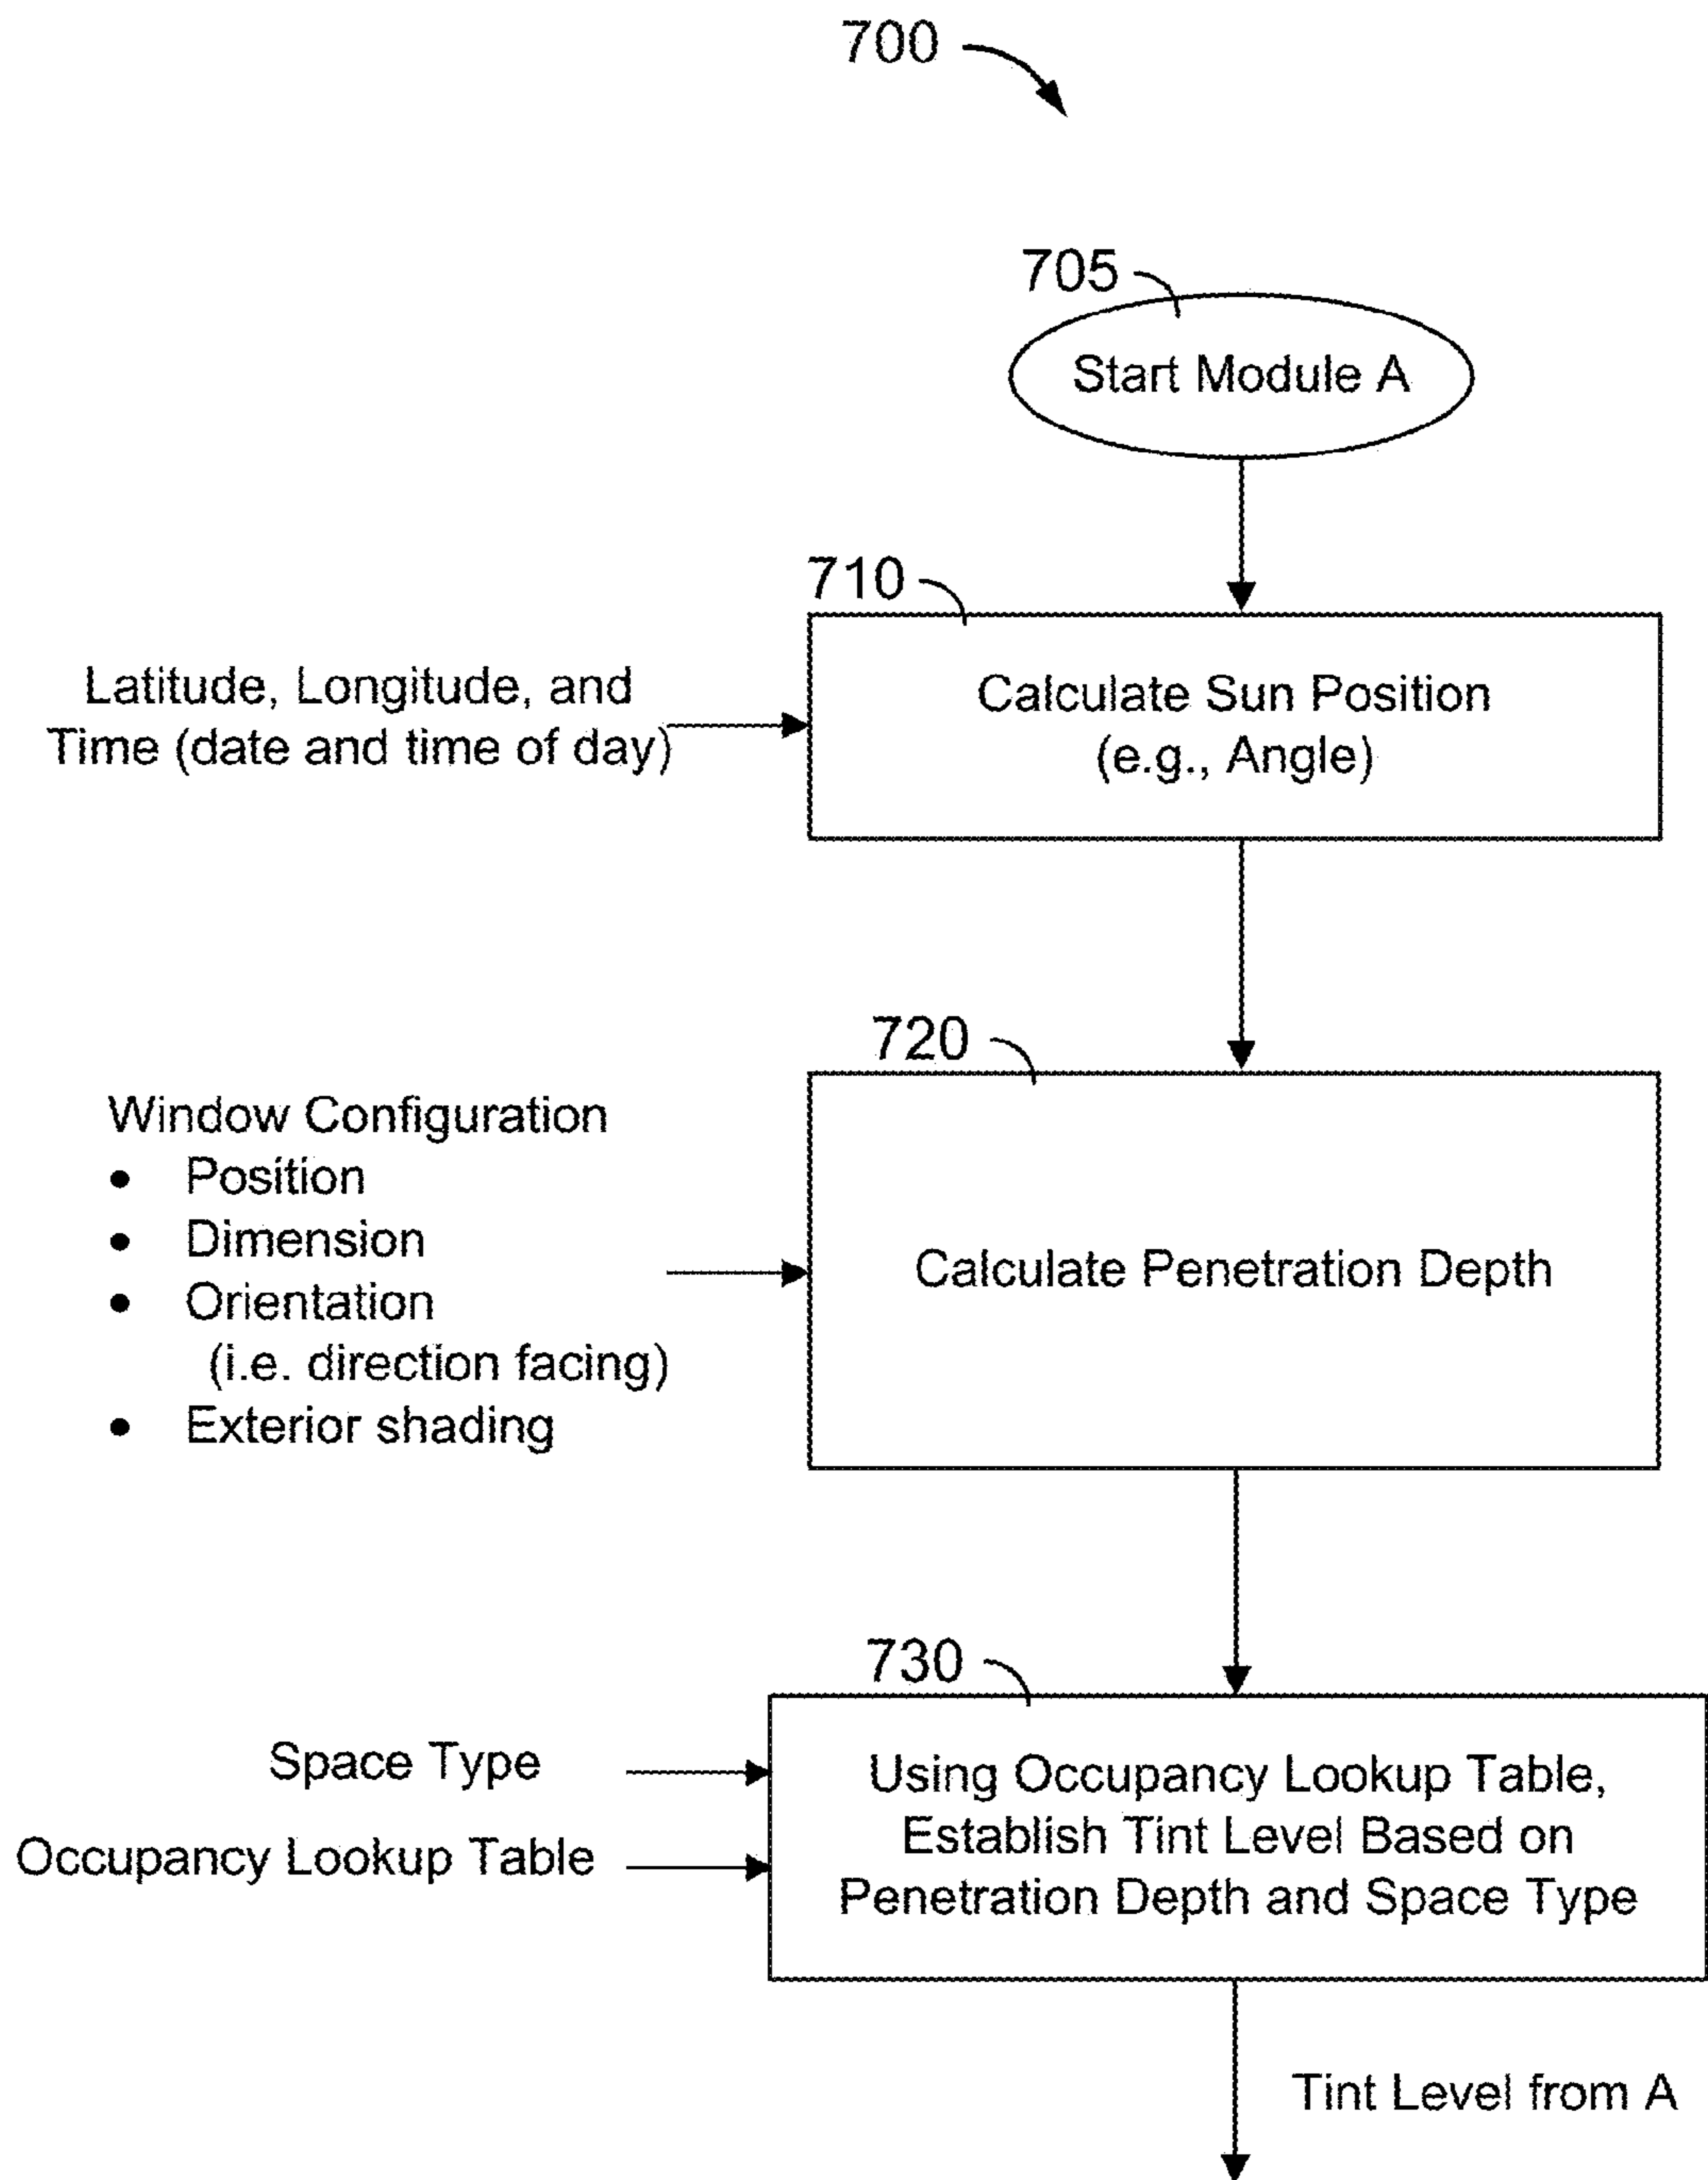 700
705
Start Module A
710
Latitude, Longitude, and
Time (date and time of day)
Calculate Sun Position
(e.g., Angle)
720
Window Configuration
• Position
• Dimension
• Orientation
(i.e. direction facing)
• Exterior shading
Calculate Penetration Depth
730
Space Type
Occupancy Lookup Table
Using Occupancy Lookup Table,
Establish Tint Level Based on
Penetration Depth and Space Type
Tint Level from A